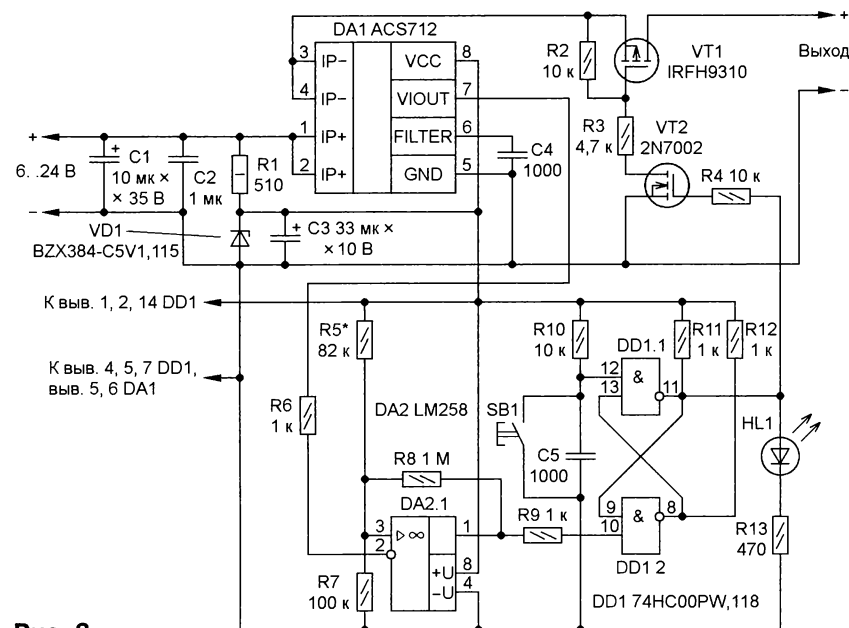 DA1 ACS712
3
IP–
VCC
8
4
IP–
VIOUT
7
1
IP+
FILTER
6
2
IP+
GND
5
R2
10 к
VT1
IRFH9310
+
Выход
–
R3
4,7 к
VT2
2N7002
R4 10 к
C4
1000
+
6. .24 В
–
+ C1
10 мк ×
× 35 В
C2
1 мк
R1
510
VD1
BZX384-C5V1,115
+ C3 33 мк ×
× 10 В
К выв. 1, 2, 14 DD1
К выв. 4, 5, 7 DD1,
выв. 5, 6 DA1
R5*
82 к
R6
1 к
DA2 LM258
R8 1 М
DA2.1
3
2
▷ ∞
1
+U
8
–U
4
R7
100 к
R9 1 к
R10
10 к
SB1
C5
1000
DD1.1
12
13
&
11
R11
1 к
R12
1 к
9
10
&
8
DD1 2
HL1
R13
470
DD1 74HC00PW,118